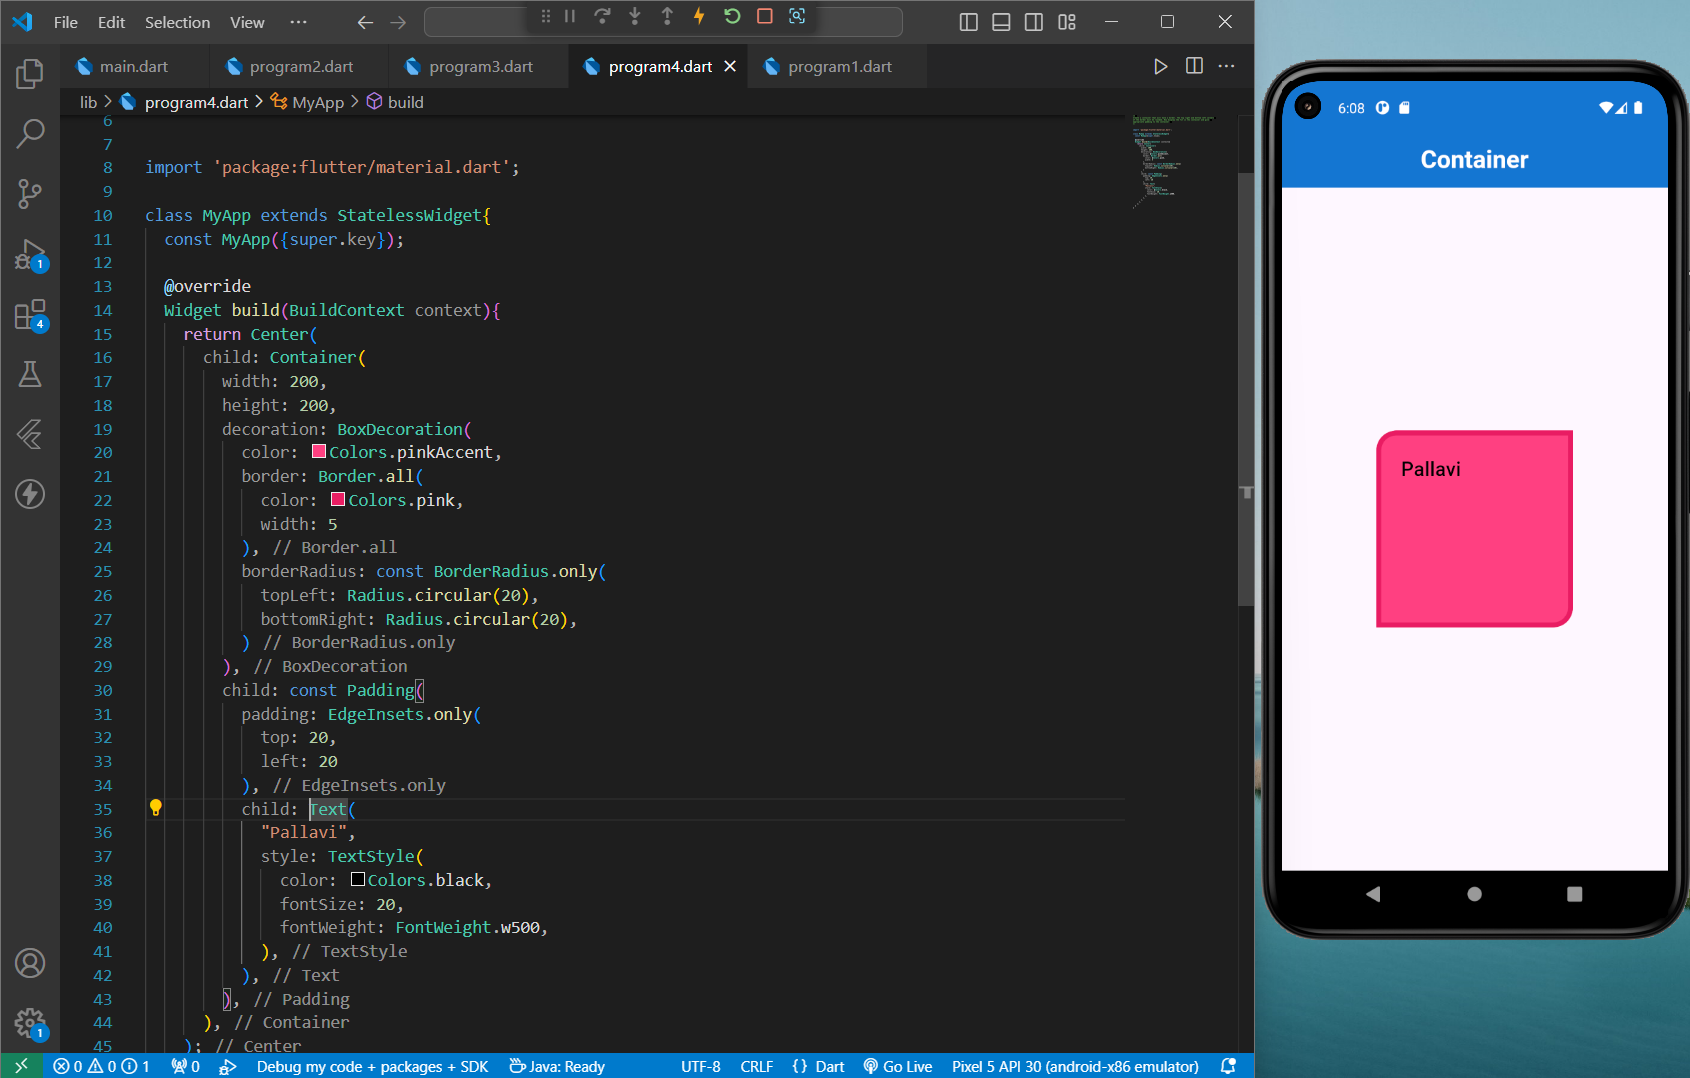 File Edit Selection View ···
main.dart program2.dart program3.dart program4.dart program1.dart
lib > program4.dart > MyApp > build
6
7
8 import 'package:flutter/material.dart';
9
10 class MyApp extends StatelessWidget{
11 const MyApp({super.key});
12
13 @override
14 Widget build(BuildContext context){
15 return Center(
16 child: Container(
17 width: 200,
18 height: 200,
19 decoration: BoxDecoration(
20 color: Colors.pinkAccent,
21 border: Border.all(
22 color: Colors.pink,
23 width: 5
24 ), // Border.all
25 borderRadius: const BorderRadius.only(
26 topLeft: Radius.circular(20),
27 bottomRight: Radius.circular(20),
28 ) // BorderRadius.only
29 ), // BoxDecoration
30 child: const Padding(
31 padding: EdgeInsets.only(
32 top: 20,
33 left: 20
34 ), // EdgeInsets.only
35 child: Text(
36 "Pallavi",
37 style: TextStyle(
38 color: Colors.black,
39 fontSize: 20,
40 fontWeight: FontWeight.w500,
41 ), // TextStyle
42 ), // Text
43 ), // Padding
44 ), // Container
45 ); // Center
1
4
1
0 0 1 0 Debug my code + packages + SDK Java: Ready UTF-8 CRLF {} Dart Go Live Pixel 5 API 30 (android-x86 emulator)
6:08
Container
Pallavi